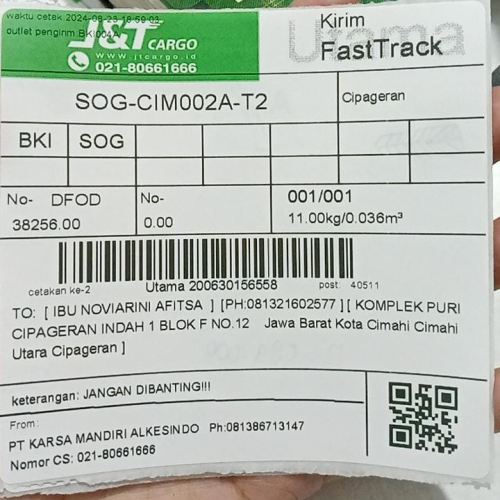 waktu cetak 2024-08-23 18:59:03
outlet pengirim BKI004A
J&T CARGO
www.jtcargo.id
021-80661666
Kirim
Utama
FastTrack
SOG-CIM002A-T2
Cipageran
BKI SOG
No- DFOD
38256.00
No-
0.00
001/001
11.00kg/0.036m³
cetakan ke-2 Utama 200630156558 post: 40511
TO: [ IBU NOVIARINI AFITSA ] [PH:081321602577 ] [ KOMPLEK PURI
CIPAGERAN INDAH 1 BLOK F NO.12 Jawa Barat Kota Cimahi Cimahi
Utara Cipageran ]
keterangan: JANGAN DIBANTING!!!
From:
PT KARSA MANDIRI ALKESINDO Ph:081386713147
Nomor CS: 021-80661666